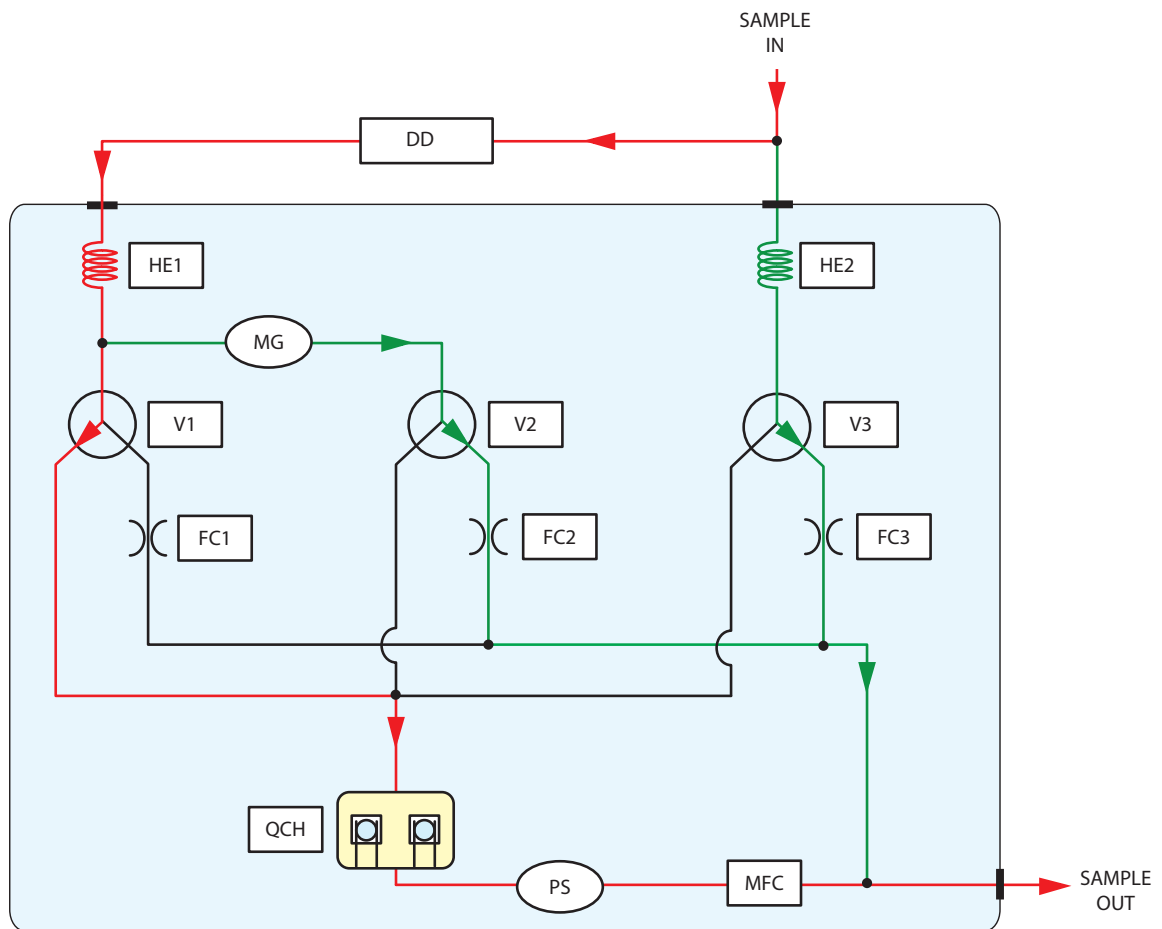 SAMPLE
IN
DD
HE1
HE2
MG
V1
V2
V3
FC1
FC2
FC3
QCH
PS
MFC
SAMPLE
OUT